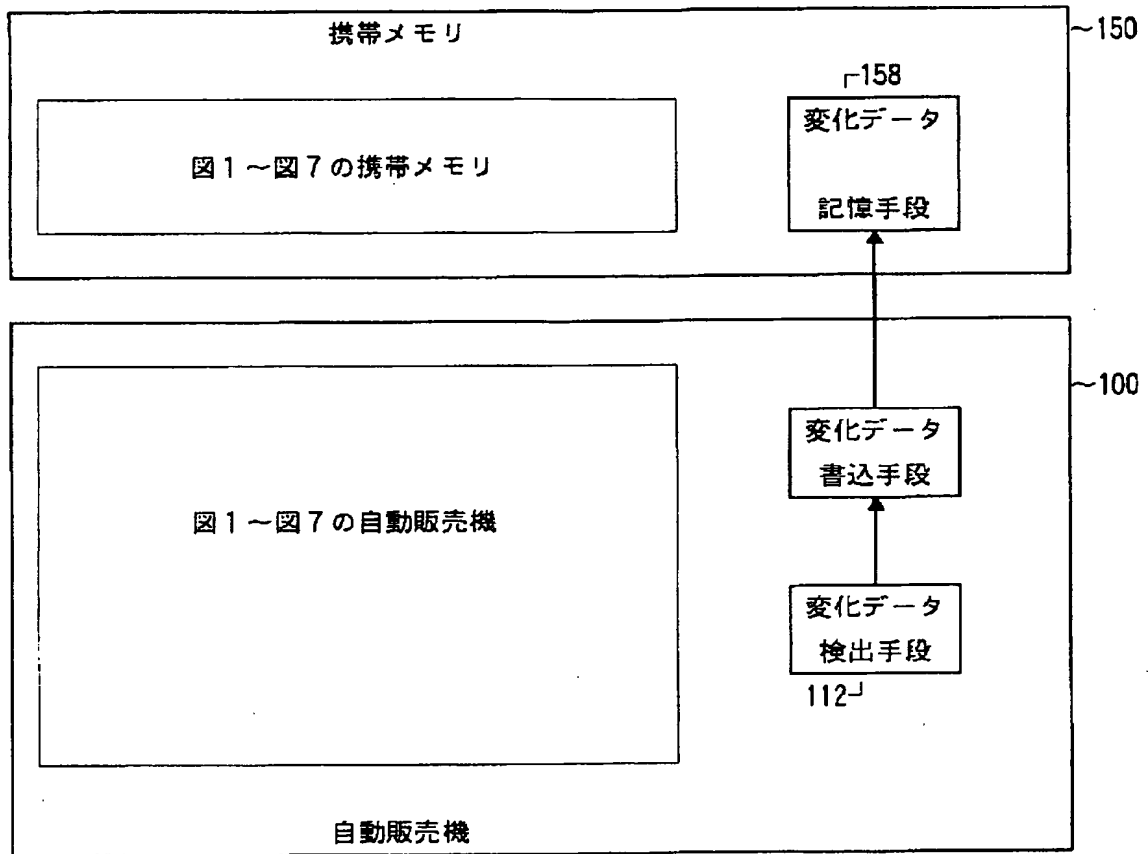 携帯メモリ
~150
158
変化データ
記憶手段
図1～図7の携帯メモリ
~100
変化データ
書込手段
図1～図7の自動販売機
変化データ
検出手段
112
自動販売機